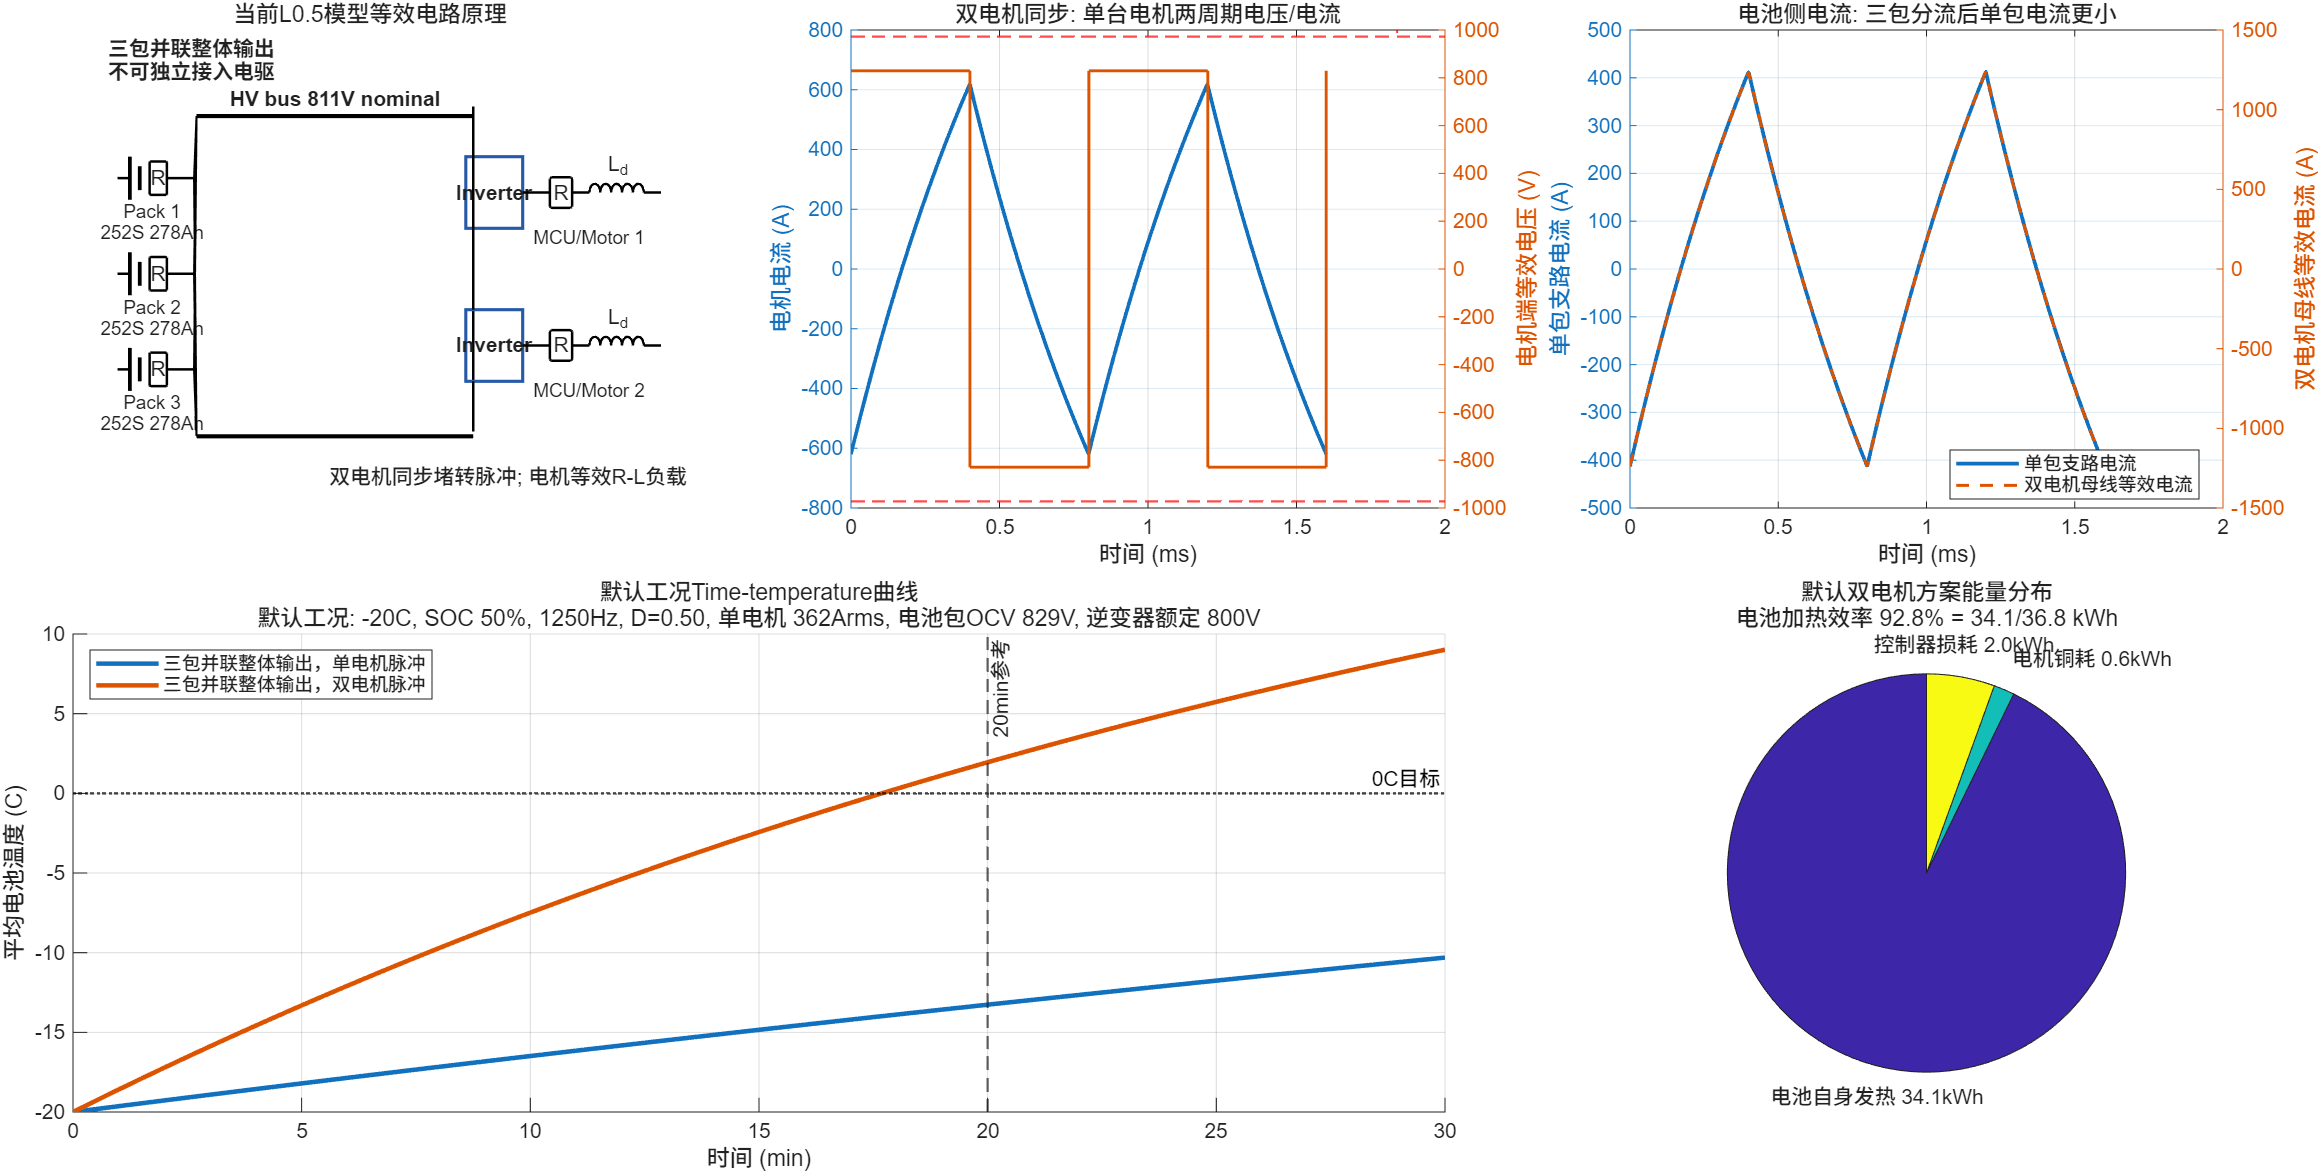 当前L0.5模型等效电路原理
三包并联整体输出
不可独立接入电驱
HV bus 811V nominal
R
Pack 1
252S 278Ah
R
Pack 2
252S 278Ah
R
Pack 3
252S 278Ah
Inverter
R
Ld
MCU/Motor 1
Inverter
R
Ld
MCU/Motor 2
双电机同步堵转脉冲; 电机等效R-L负载
双电机同步: 单台电机两周期电压/电流
800
600
400
200
0
-200
-400
-600
-800
电机电流 (A)
1000
800
600
400
200
0
-200
-400
-600
-800
-1000
电机端等效电压 (V)
0
0.5
1
1.5
2
时间 (ms)
电池侧电流: 三包分流后单包电流更小
500
400
300
200
100
0
-100
-200
-300
-400
-500
单包支路电流 (A)
1500
1000
500
0
-500
-1000
-1500
双电机母线等效电流 (A)
单包支路电流
双电机母线等效电流
0
0.5
1
1.5
2
时间 (ms)
默认工况Time-temperature曲线
默认工况: -20C, SOC 50%, 1250Hz, D=0.50, 单电机 362Arms, 电池包OCV 829V, 逆变器额定 800V
10
5
0
-5
-10
-15
-20
平均电池温度 (C)
三包并联整体输出，单电机脉冲
三包并联整体输出，双电机脉冲
20min参考
0C目标
0
5
10
15
20
25
30
时间 (min)
默认双电机方案能量分布
电池加热效率 92.8% = 34.1/36.8 kWh
控制器损耗 2.0kWh
电机铜耗 0.6kWh
电池自身发热 34.1kWh